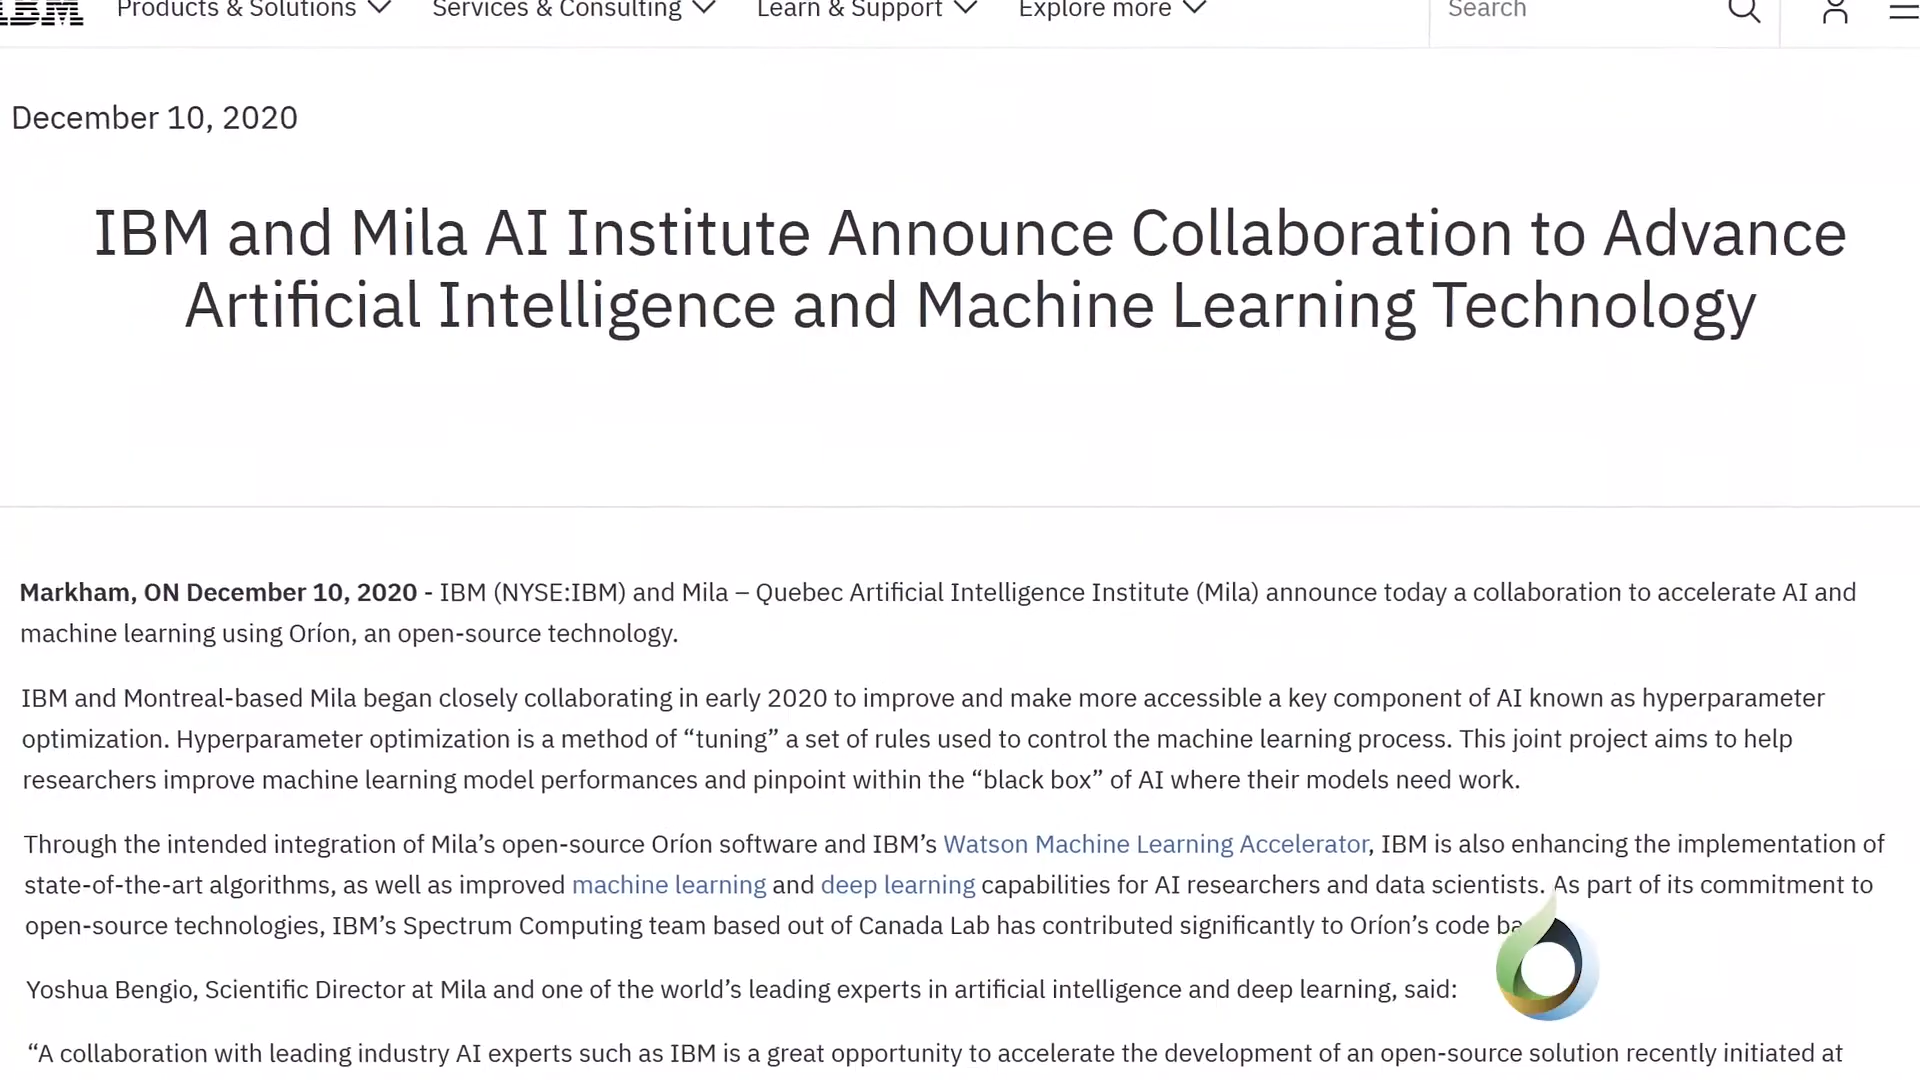 IBM Products & Solutions Services & Consulting Learn & Support Explore more Search
December 10, 2020
IBM and Mila AI Institute Announce Collaboration to Advance
Artificial Intelligence and Machine Learning Technology
Markham, ON December 10, 2020 - IBM (NYSE:IBM) and Mila – Quebec Artificial Intelligence Institute (Mila) announce today a collaboration to accelerate AI and
machine learning using Oríon, an open-source technology.
IBM and Montreal-based Mila began closely collaborating in early 2020 to improve and make more accessible a key component of AI known as hyperparameter
optimization. Hyperparameter optimization is a method of “tuning” a set of rules used to control the machine learning process. This joint project aims to help
researchers improve machine learning model performances and pinpoint within the “black box” of AI where their models need work.
Through the intended integration of Mila’s open-source Oríon software and IBM’s Watson Machine Learning Accelerator, IBM is also enhancing the implementation of
state-of-the-art algorithms, as well as improved machine learning and deep learning capabilities for AI researchers and data scientists. As part of its commitment to
open-source technologies, IBM’s Spectrum Computing team based out of Canada Lab has contributed significantly to Oríon’s code
Yoshua Bengio, Scientific Director at Mila and one of the world’s leading experts in artificial intelligence and deep learning, said:
“A collaboration with leading industry AI experts such as IBM is a great opportunity to accelerate the development of an open-source solution recently initiated at